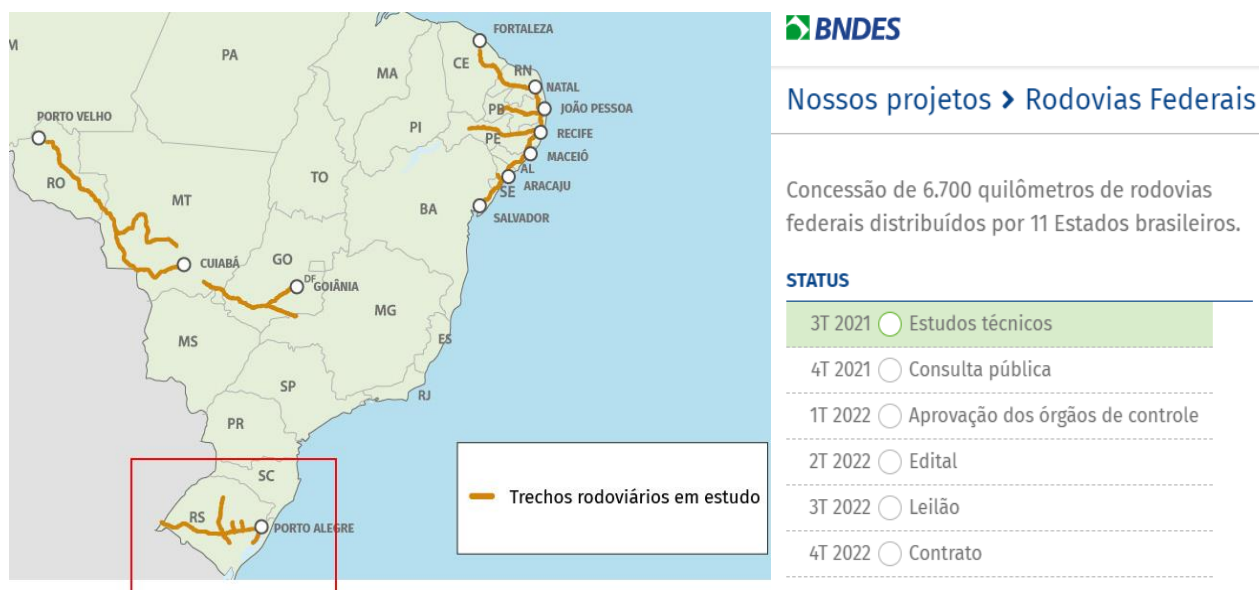 FORTALEZA
M
PA
MA
CE
RN
NATAL
PB
JOÃO PESSOA
PORTO VELHO
PI
PE
RECIFE
MACEIÓ
AL
RO
TO
SE
ARACAJU
MT
BA
SALVADOR
CUIABÁ
GO
DF
GOIÂNIA
MG
MS
ES
SP
RJ
PR
SC
RS
PORTO ALEGRE
Trechos rodoviários em estudo
BNDES
Nossos projetos > Rodovias Federais
Concessão de 6.700 quilômetros de rodovias
federais distribuídos por 11 Estados brasileiros.
STATUS
3T 2021 Estudos técnicos
4T 2021 Consulta pública
1T 2022 Aprovação dos órgãos de controle
2T 2022 Edital
3T 2022 Leilão
4T 2022 Contrato